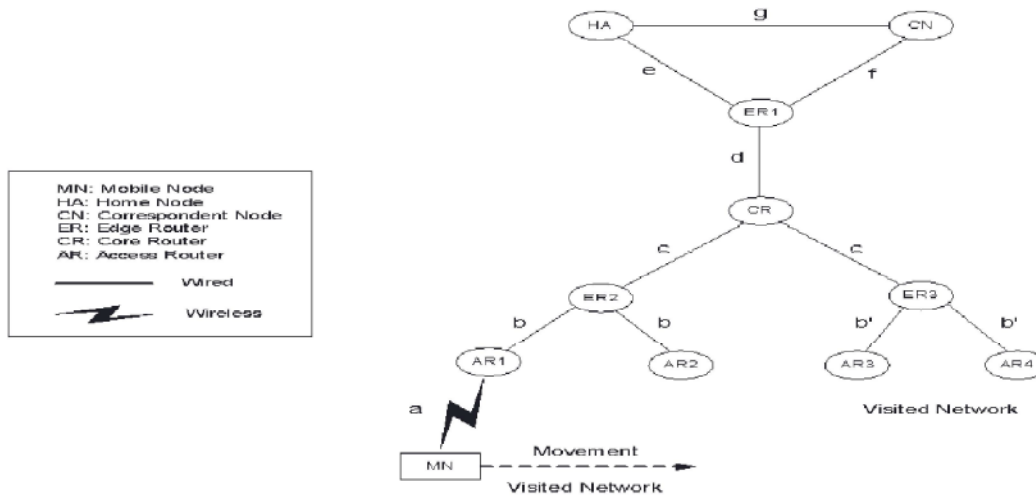 HA
g
CN
e
f
ER1
d
MN: Mobile Node
HA: Home Node
CN: Correspondent Node
ER: Edge Router
CR: Core Router
AR: Access Router
Wired
Wireless
CR
c
c
ER2
ER3
b
b
b'
b'
AR1
AR2
AR3
AR4
a
Visited Network
MN
Movement
Visited Network